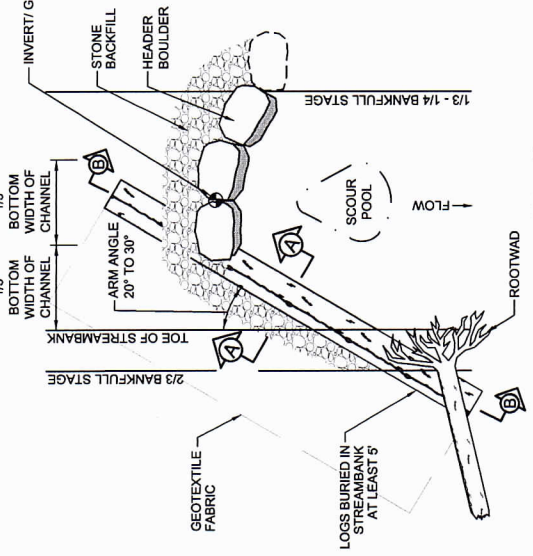 INVERT/ G
STONE
BACKFILL
HEADER
BOULDER
1/3 - 1/4 BANKFULL STAGE
B
BOTTOM
WIDTH OF
CHANNEL
BOTTOM
WIDTH OF
CHANNEL
ARM ANGLE
20° TO 30°
TOE OF STREAMBANK
2/3 BANKFULL STAGE
A
A
SCOUR
POOL
FLOW
GEOTEXTILE
FABRIC
LOGS BURIED IN
STREAMBANK
AT LEAST 5'
ROOTWAD
B